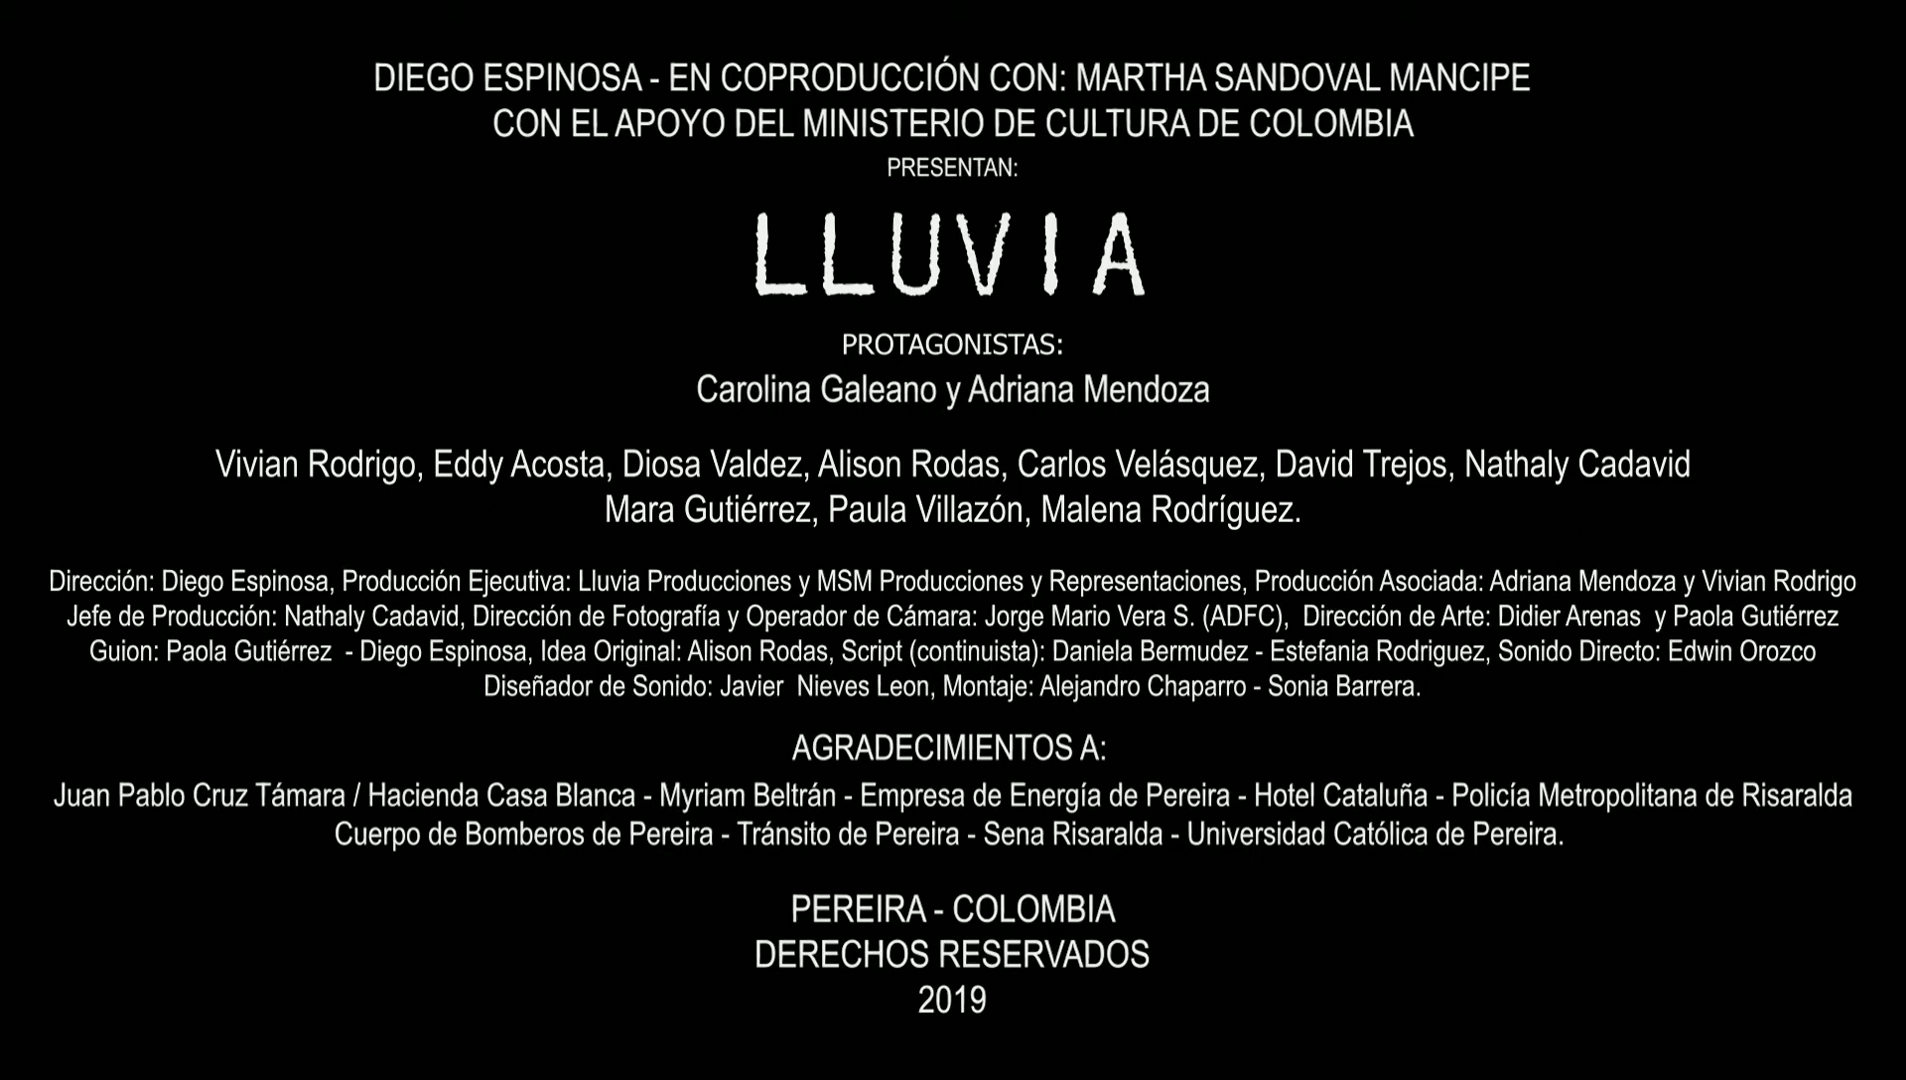 DIEGO ESPINOSA - EN COPRODUCCIÓN CON: MARTHA SANDOVAL MANCIPE
CON EL APOYO DEL MINISTERIO DE CULTURA DE COLOMBIA
PRESENTAN:
LLUVIA
PROTAGONISTAS:
Carolina Galeano y Adriana Mendoza
Vivian Rodrigo, Eddy Acosta, Diosa Valdez, Alison Rodas, Carlos Velásquez, David Trejos, Nathaly Cadavid
Mara Gutiérrez, Paula Villazón, Malena Rodríguez.
Dirección: Diego Espinosa, Producción Ejecutiva: Lluvia Producciones y MSM Producciones y Representaciones, Producción Asociada: Adriana Mendoza y Vivian Rodrigo
Jefe de Producción: Nathaly Cadavid, Dirección de Fotografía y Operador de Cámara: Jorge Mario Vera S. (ADFC), Dirección de Arte: Didier Arenas y Paola Gutiérrez
Guion: Paola Gutiérrez - Diego Espinosa, Idea Original: Alison Rodas, Script (continuista): Daniela Bermudez - Estefania Rodriguez, Sonido Directo: Edwin Orozco
Diseñador de Sonido: Javier Nieves Leon, Montaje: Alejandro Chaparro - Sonia Barrera.
AGRADECIMIENTOS A:
Juan Pablo Cruz Támara / Hacienda Casa Blanca - Myriam Beltrán - Empresa de Energía de Pereira - Hotel Cataluña - Policía Metropolitana de Risaralda
Cuerpo de Bomberos de Pereira - Tránsito de Pereira - Sena Risaralda - Universidad Católica de Pereira.
PEREIRA - COLOMBIA
DERECHOS RESERVADOS
2019